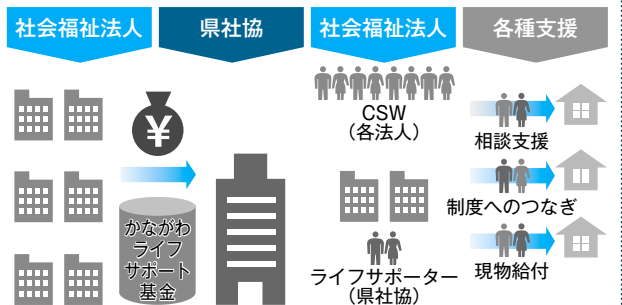 社会福祉法人
県社協
社会福祉法人
各種支援
¥
かながわ
ライフ
サポート
基金
CSW
（各法人）
ライフサポーター
（県社協）
相談支援
制度へのつなぎ
現物給付